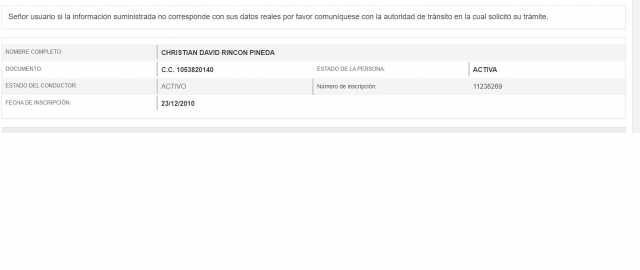 Señor usuario si la información suministrada no corresponde con sus datos reales por favor comuníquese con la autoridad de tránsito en la cual solicitó su trámite.
NOMBRE COMPLETO: CHRISTIAN DAVID RINCON PINEDA
DOCUMENTO: C.C. 1053820140 ESTADO DE LA PERSONA: ACTIVA
ESTADO DEL CONDUCTOR: ACTIVO Número de inscripción: 11236269
FECHA DE INSCRIPCIÓN: 23/12/2010